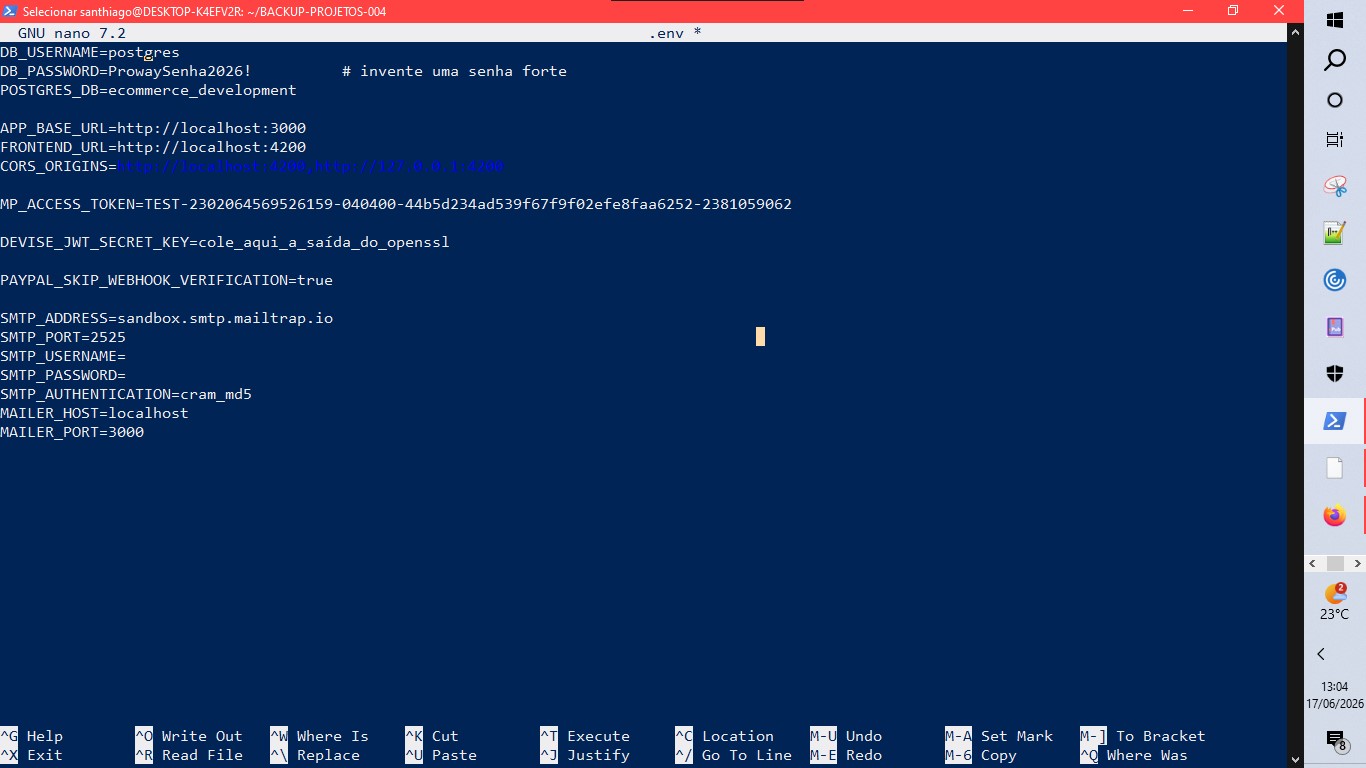 Selecionar santhiago@DESKTOP-K4EFV2R: ~/BACKUP-PROJETOS-004
GNU nano 7.2 .env *
DB_USERNAME=postgres
DB_PASSWORD=ProwaySenha2026! # invente uma senha forte
POSTGRES_DB=ecommerce_development
APP_BASE_URL=http://localhost:3000
FRONTEND_URL=http://localhost:4200
CORS_ORIGINS=http://localhost:4200,http://127.0.0.1:4200
MP_ACCESS_TOKEN=TEST-2302064569526159-040400-44b5d234ad539f67f9f02efe8faa6252-2381059062
DEVISE_JWT_SECRET_KEY=cole_aqui_a_saída_do_openssl
PAYPAL_SKIP_WEBHOOK_VERIFICATION=true
SMTP_ADDRESS=sandbox.smtp.mailtrap.io
SMTP_PORT=2525
SMTP_USERNAME=
SMTP_PASSWORD=
SMTP_AUTHENTICATION=cram_md5
MAILER_HOST=localhost
MAILER_PORT=3000
^G Help ^O Write Out ^W Where Is ^K Cut ^T Execute ^C Location M-U Undo M-A Set Mark M-] To Bracket
^X Exit ^R Read File ^\ Replace ^U Paste ^J Justify ^/ Go To Line M-E Redo M-6 Copy ^Q Where Was
2
23°C
13:04
17/06/2026
8